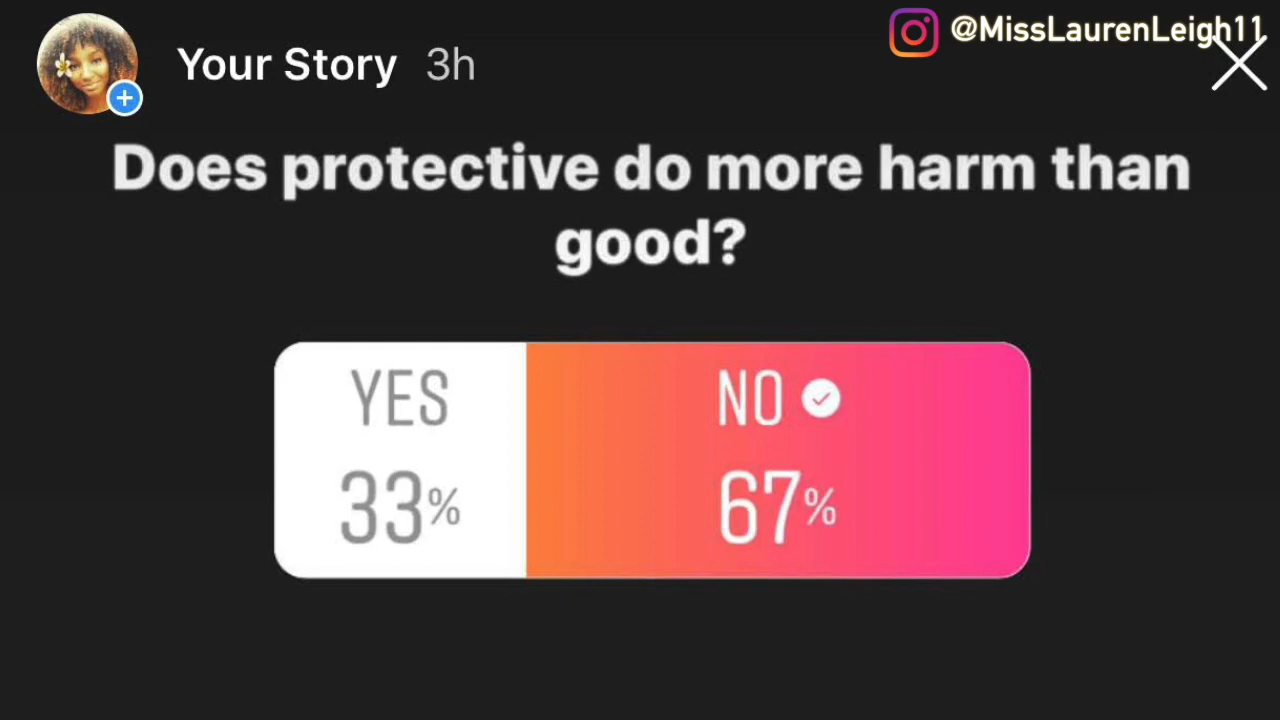 @MissLaurenLeigh11
Your Story 3h
Does protective do more harm than
good?
YES
NO
33%
67%